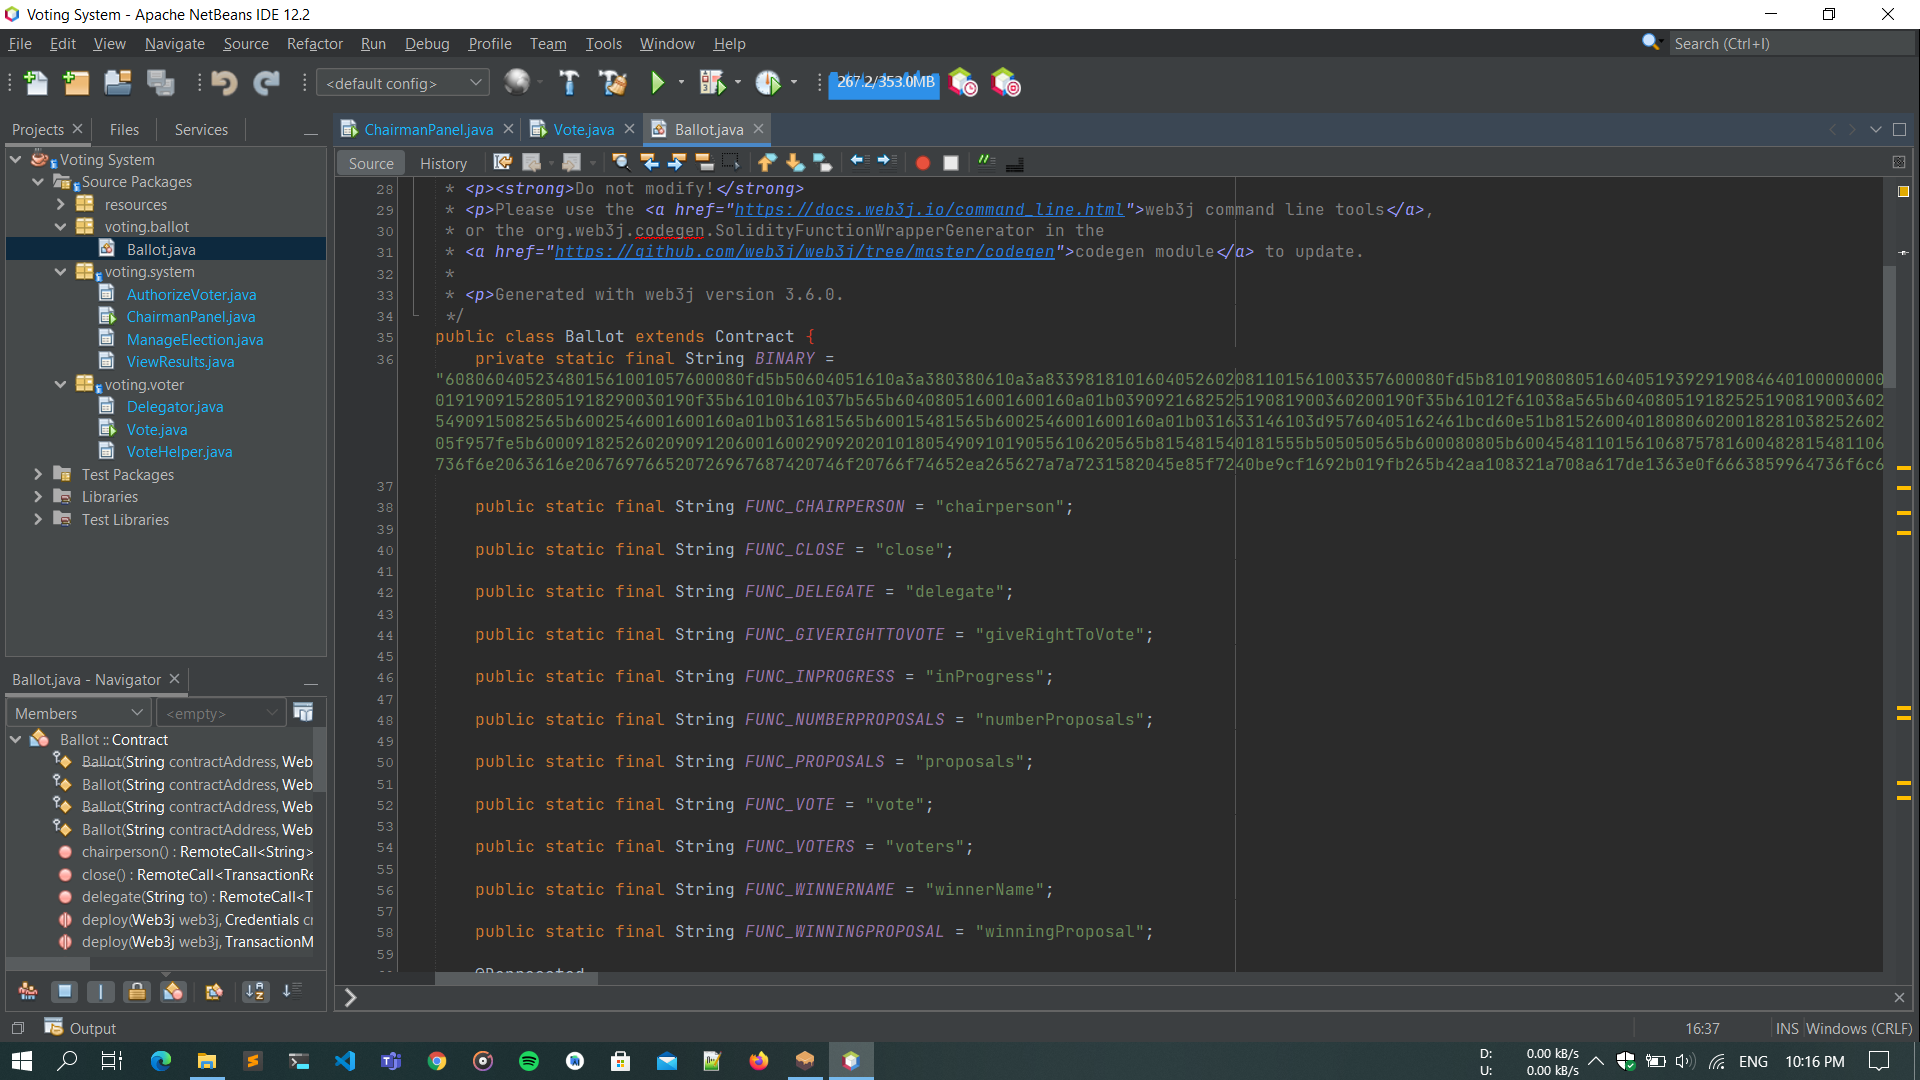 Voting System - Apache NetBeans IDE 12.2
File Edit View Navigate Source Refactor Run Debug Profile Team Tools Window Help
Search (Ctrl+I)
<default config>
267.2/353.0MB
Projects Files Services
ChairmanPanel.java Vote.java Ballot.java
Source History
Voting System
Source Packages
resources
voting.ballot
Ballot.java
voting.system
AuthorizeVoter.java
ChairmanPanel.java
ManageElection.java
ViewResults.java
voting.voter
Delegator.java
Vote.java
VoteHelper.java
Test Packages
Libraries
Test Libraries
Ballot.java - Navigator
Members <empty>
Ballot :: Contract
Ballot(String contractAddress, Web
Ballot(String contractAddress, Web
Ballot(String contractAddress, Web
Ballot(String contractAddress, Web
chairperson() : RemoteCall<String>
close() : RemoteCall<TransactionRe
delegate(String to) : RemoteCall<T
deploy(Web3j web3j, Credentials cr
deploy(Web3j web3j, TransactionM
28 * <p><strong>Do not modify!</strong>
29 * <p>Please use the <a href="https://docs.web3j.io/command_line.html">web3j command line tools</a>,
30 * or the org.web3j.codegen.SolidityFunctionWrapperGenerator in the
31 * <a href="https://github.com/web3j/web3j/tree/master/codegen">codegen module</a> to update.
32 *
33 * <p>Generated with web3j version 3.6.0.
34 */
35 public class Ballot extends Contract {
36 private static final String BINARY =
37
38 public static final String FUNC_CHAIRPERSON = "chairperson";
39
40 public static final String FUNC_CLOSE = "close";
41
42 public static final String FUNC_DELEGATE = "delegate";
43
44 public static final String FUNC_GIVERIGHTTOVOTE = "giveRightToVote";
45
46 public static final String FUNC_INPROGRESS = "inProgress";
47
48 public static final String FUNC_NUMBERPROPOSALS = "numberProposals";
49
50 public static final String FUNC_PROPOSALS = "proposals";
51
52 public static final String FUNC_VOTE = "vote";
53
54 public static final String FUNC_VOTERS = "voters";
55
56 public static final String FUNC_WINNERNAME = "winnerName";
57
58 public static final String FUNC_WINNINGPROPOSAL = "winningProposal";
59
@Deprecated
Output
16:37 INS Windows (CRLF)
D: 0.00 kB/s
U: 0.00 kB/s
ENG 10:16 PM